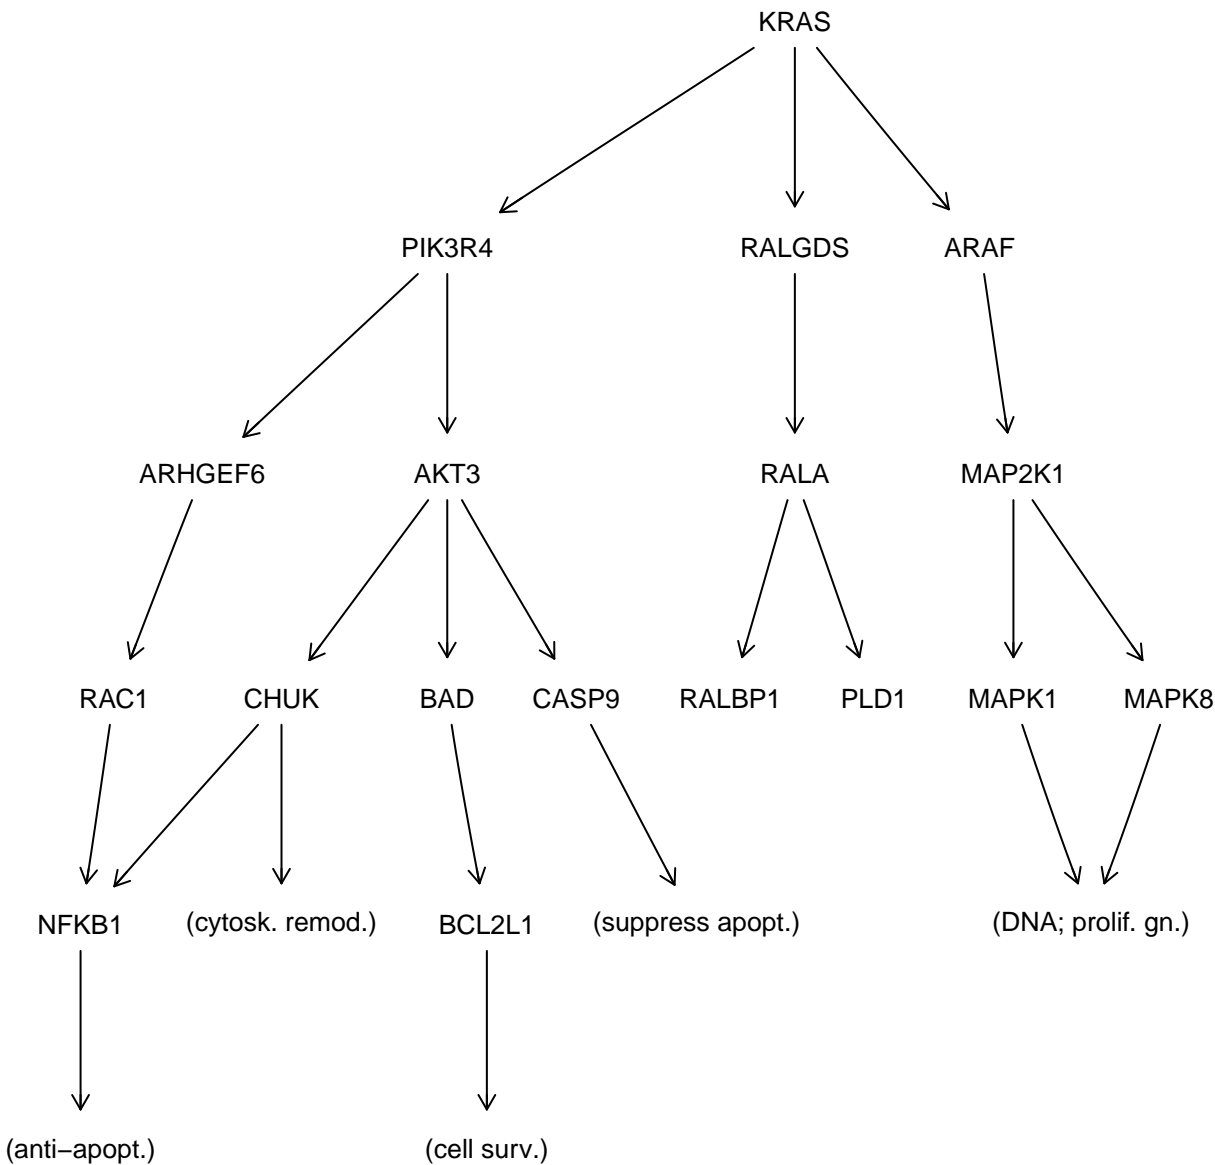 KRAS
PIK3R4 RALGDS ARAF
ARHGEF6 AKT3 RALA MAP2K1
RAC1 CHUK BAD CASP9 RALBP1 PLD1 MAPK1 MAPK8
NFKB1 (cytosk. remod.) BCL2L1 (suppress apopt.) (DNA; prolif. gn.)
(anti−apopt.) (cell surv.)